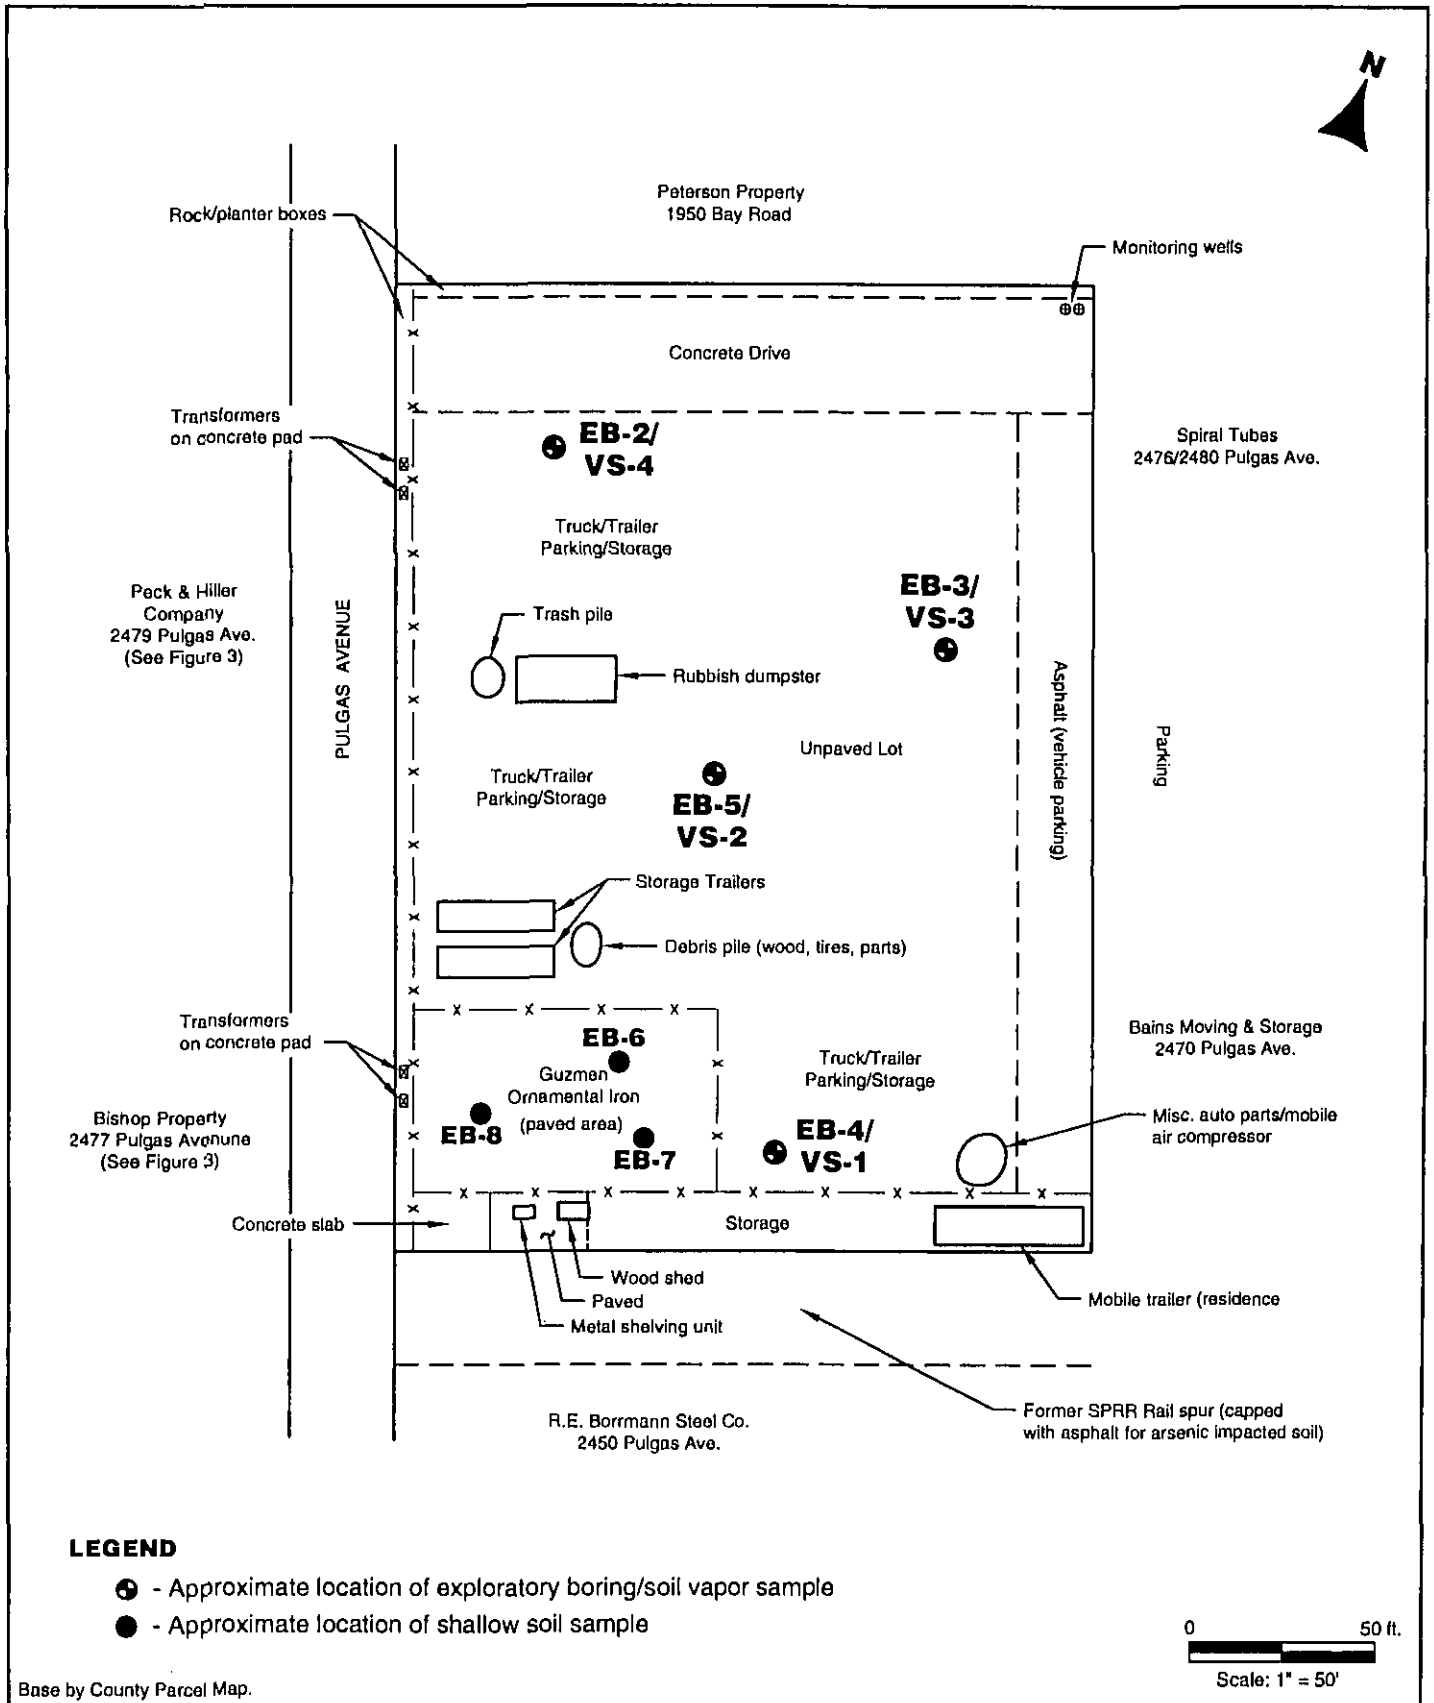 N
Peterson Property
1950 Bay Road
Rock/planter boxes
Monitoring wells
Concrete Drive
Transformers
on concrete pad
EB-2/
VS-4
Spiral Tubes
2476/2480 Pulgas Ave.
Truck/Trailer
Parking/Storage
EB-3/
VS-3
Peck & Hiller
Company
2479 Pulgas Ave.
(See Figure 3)
PULGAS AVENUE
Trash pile
Rubbish dumpster
Asphalt (vehicle parking)
Parking
Unpaved Lot
Truck/Trailer
Parking/Storage
EB-5/
VS-2
Storage Trailers
Debris pile (wood, tires, parts)
Transformers
on concrete pad
EB-6
Guzman
Ornamental Iron
(paved area)
EB-8
EB-7
Truck/Trailer
Parking/Storage
Bains Moving & Storage
2470 Pulgas Ave.
Bishop Property
2477 Pulgas Avenune
(See Figure 3)
EB-4/
VS-1
Misc. auto parts/mobile
air compressor
Concrete slab
Storage
Wood shed
Paved
Metal shelving unit
Mobile trailer (residence
R.E. Borrmann Steel Co.
2450 Pulgas Ave.
Former SPRR Rail spur (capped
with asphalt for arsenic impacted soil)
LEGEND
- Approximate location of exploratory boring/soil vapor sample
- Approximate location of shallow soil sample
0 50 ft.
Scale: 1" = 50'
Base by County Parcel Map.